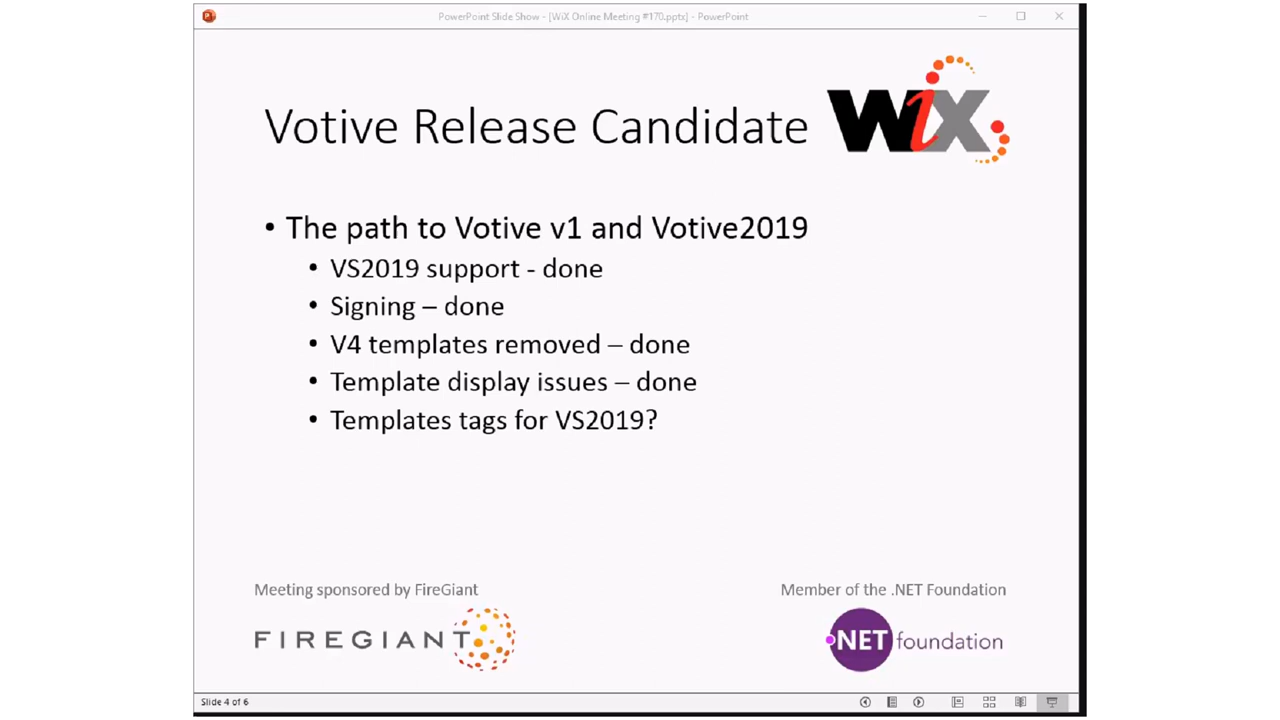 PowerPoint Slide Show - [WiX Online Meeting #170.pptx] - PowerPoint
Votive Release Candidate
WiX
• The path to Votive v1 and Votive2019
• VS2019 support - done
• Signing – done
• V4 templates removed – done
• Template display issues – done
• Templates tags for VS2019?
Meeting sponsored by FireGiant
Member of the .NET Foundation
FIREGIANT
.NET foundation
Slide 4 of 6